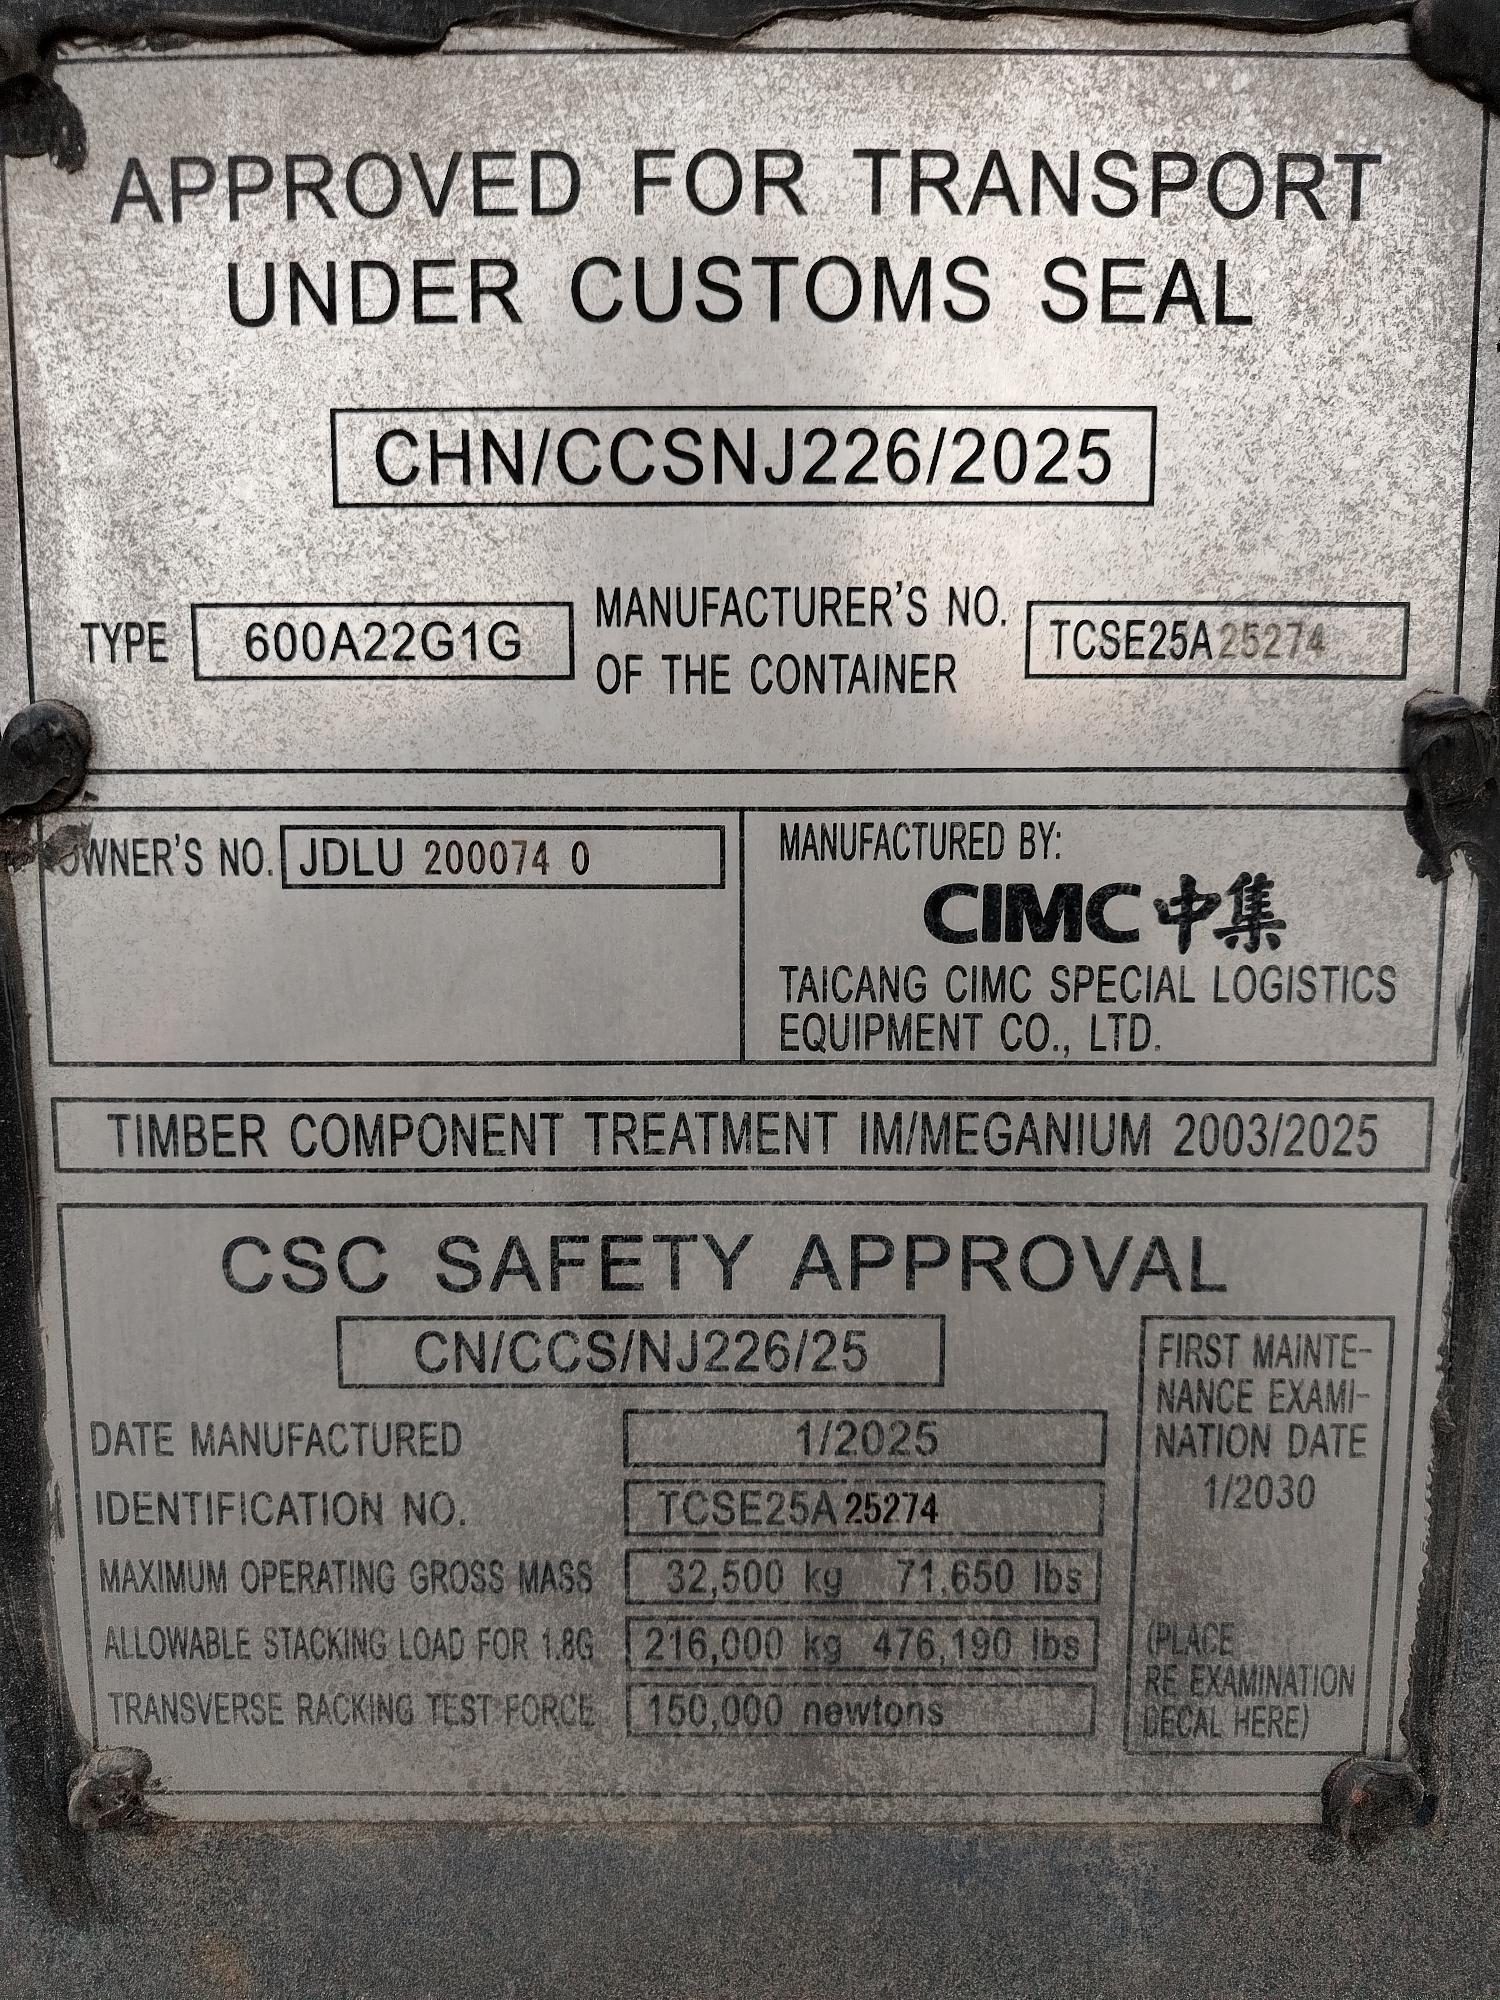 APPROVED FOR TRANSPORT
UNDER CUSTOMS SEAL
CHN/CCSNJ226/2025
TYPE 600A22G1G
MANUFACTURER'S NO.
OF THE CONTAINER
TCSE25A25274
OWNER'S NO. JDLU 200074 0
MANUFACTURED BY:
CIMC中集
TAICANG CIMC SPECIAL LOGISTICS
EQUIPMENT CO., LTD.
TIMBER COMPONENT TREATMENT IM/MEGANIUM 2003/2025
CSC SAFETY APPROVAL
CN/CCS/NJ226/25
DATE MANUFACTURED 1/2025
IDENTIFICATION NO. TCSE25A25274
MAXIMUM OPERATING GROSS MASS 32,500 kg 71,650 lbs
ALLOWABLE STACKING LOAD FOR 1.8G 216,000 kg 476,190 lbs
TRANSVERSE RACKING TEST FORCE 150,000 newtons
FIRST MAINTE-
NANCE EXAMI-
NATION DATE
1/2030
(PLACE
RE EXAMINATION
DECAL HERE)